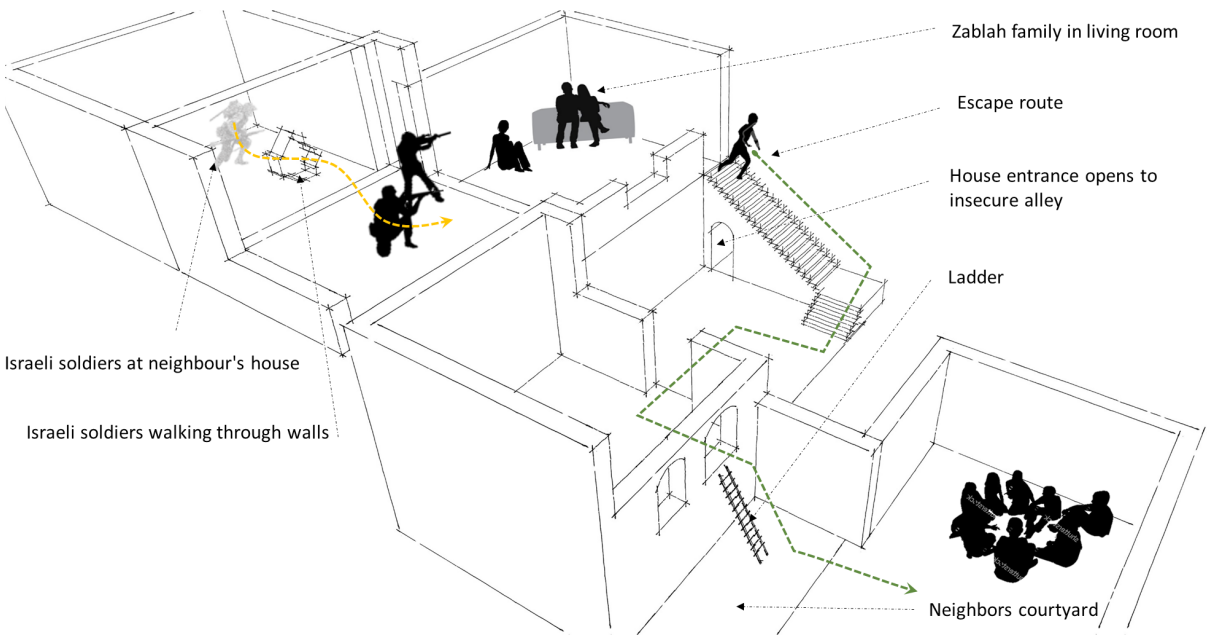 Zablah family in living room
Escape route
House entrance opens to
insecure alley
Ladder
Israeli soldiers at neighbour's house
Israeli soldiers walking through walls
Neighbors courtyard